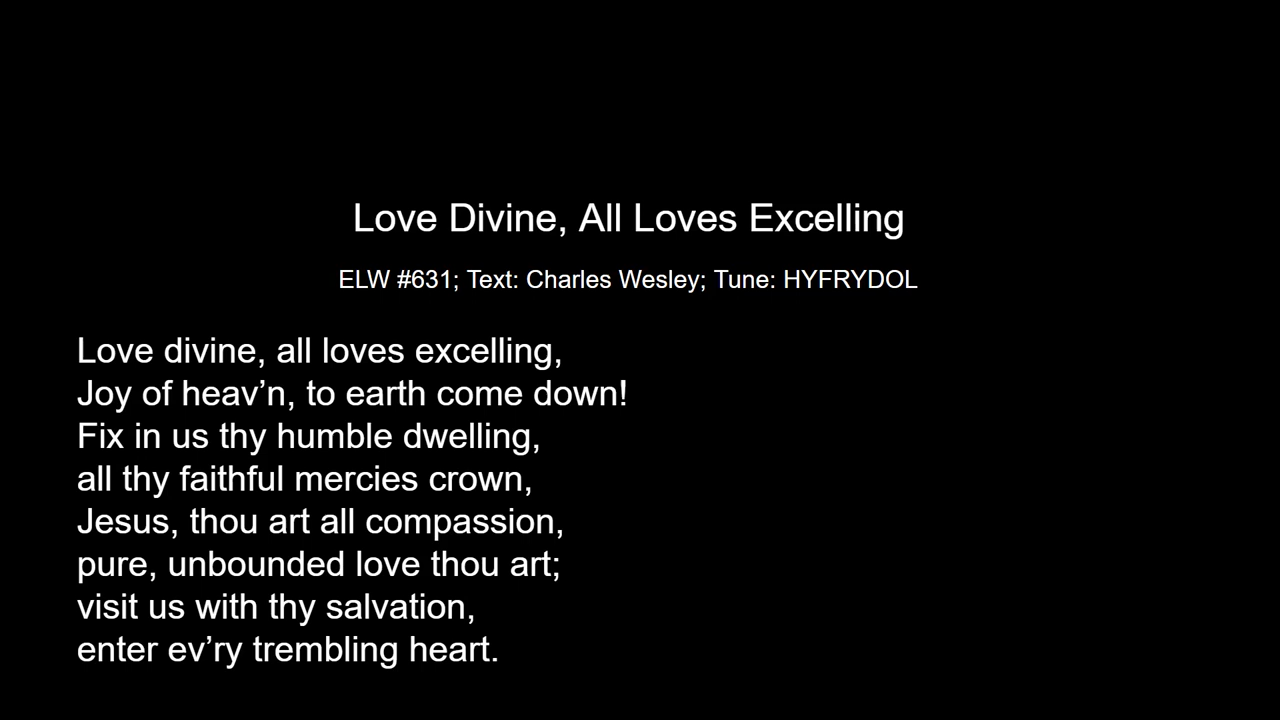 Love Divine, All Loves Excelling
ELW #631; Text: Charles Wesley; Tune: HYFRYDOL
Love divine, all loves excelling,
Joy of heav’n, to earth come down!
Fix in us thy humble dwelling,
all thy faithful mercies crown,
Jesus, thou art all compassion,
pure, unbounded love thou art;
visit us with thy salvation,
enter ev’ry trembling heart.